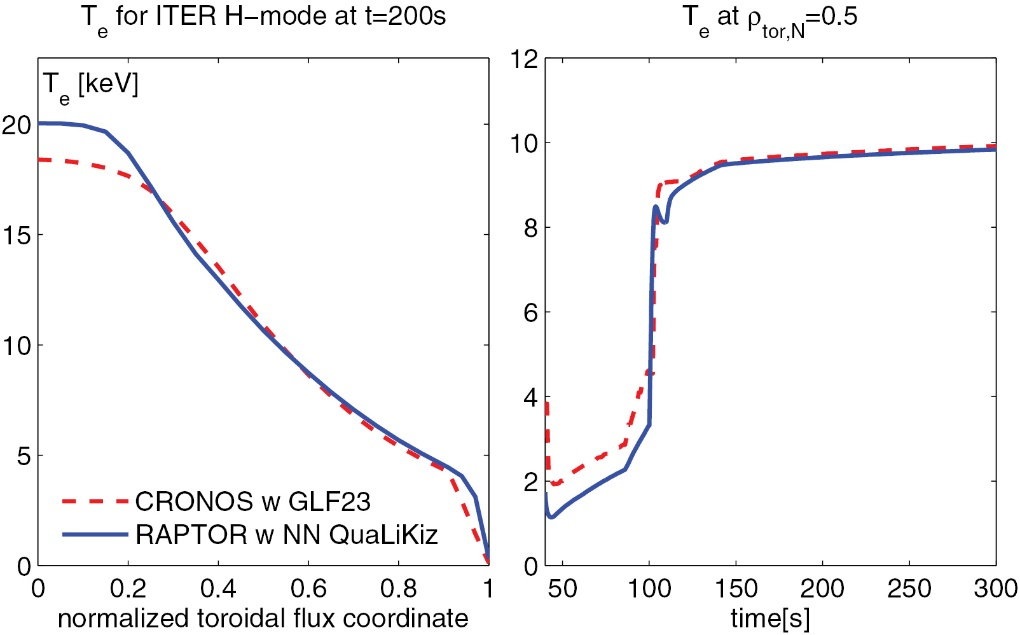 T_e for ITER H−mode at t=200s
T_e [keV]
20
15
10
5
0
CRONOS w GLF23
RAPTOR w NN QuaLiKiz
0 0.2 0.4 0.6 0.8 1
normalized toroidal flux coordinate
T_e at ρ_tor,N=0.5
12
10
8
6
4
2
0
50 100 150 200 250 300
time[s]